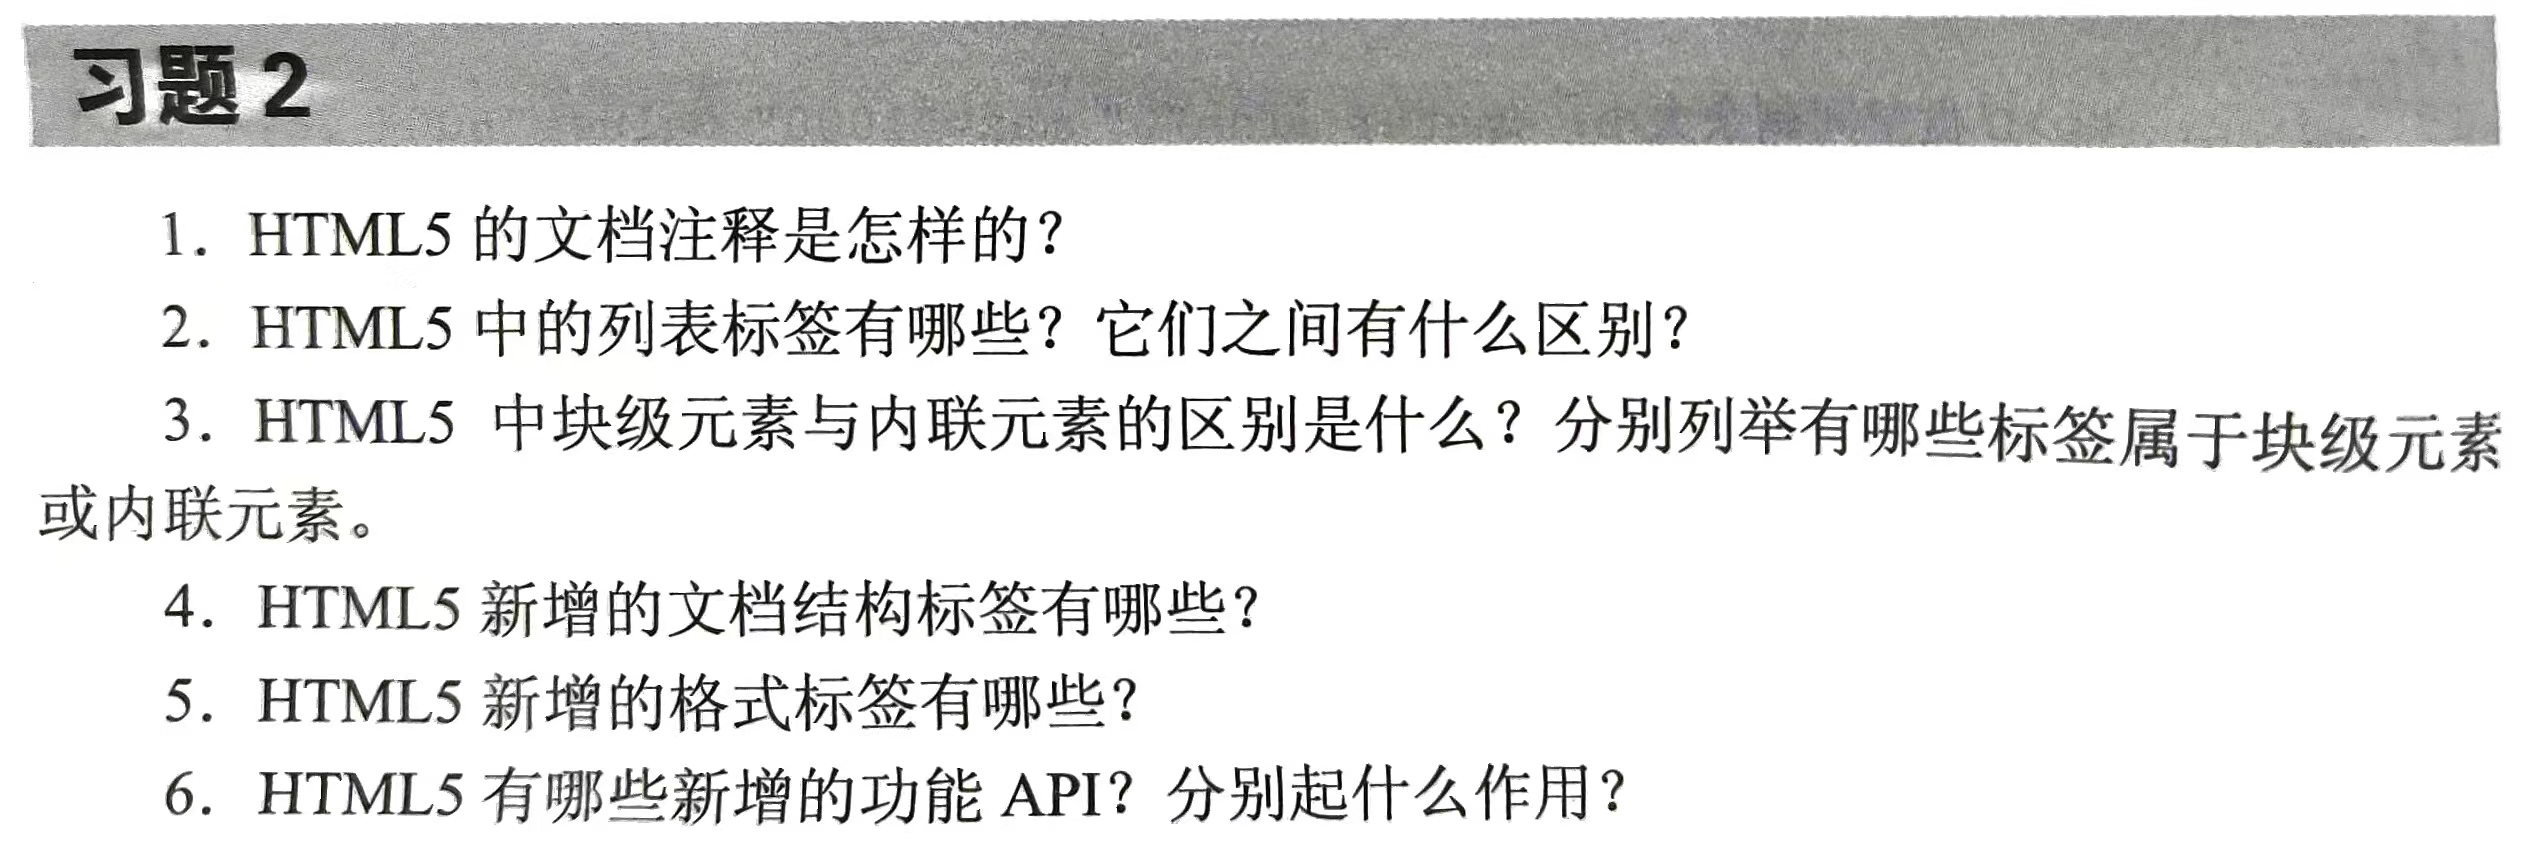 习题2
1. HTML5 的文档注释是怎样的？
2. HTML5 中的列表标签有哪些？它们之间有什么区别？
3. HTML5 中块级元素与内联元素的区别是什么？分别列举有哪些标签属于块级元素
或内联元素。
4. HTML5 新增的文档结构标签有哪些？
5. HTML5 新增的格式标签有哪些？
6. HTML5 有哪些新增的功能 API？分别起什么作用？